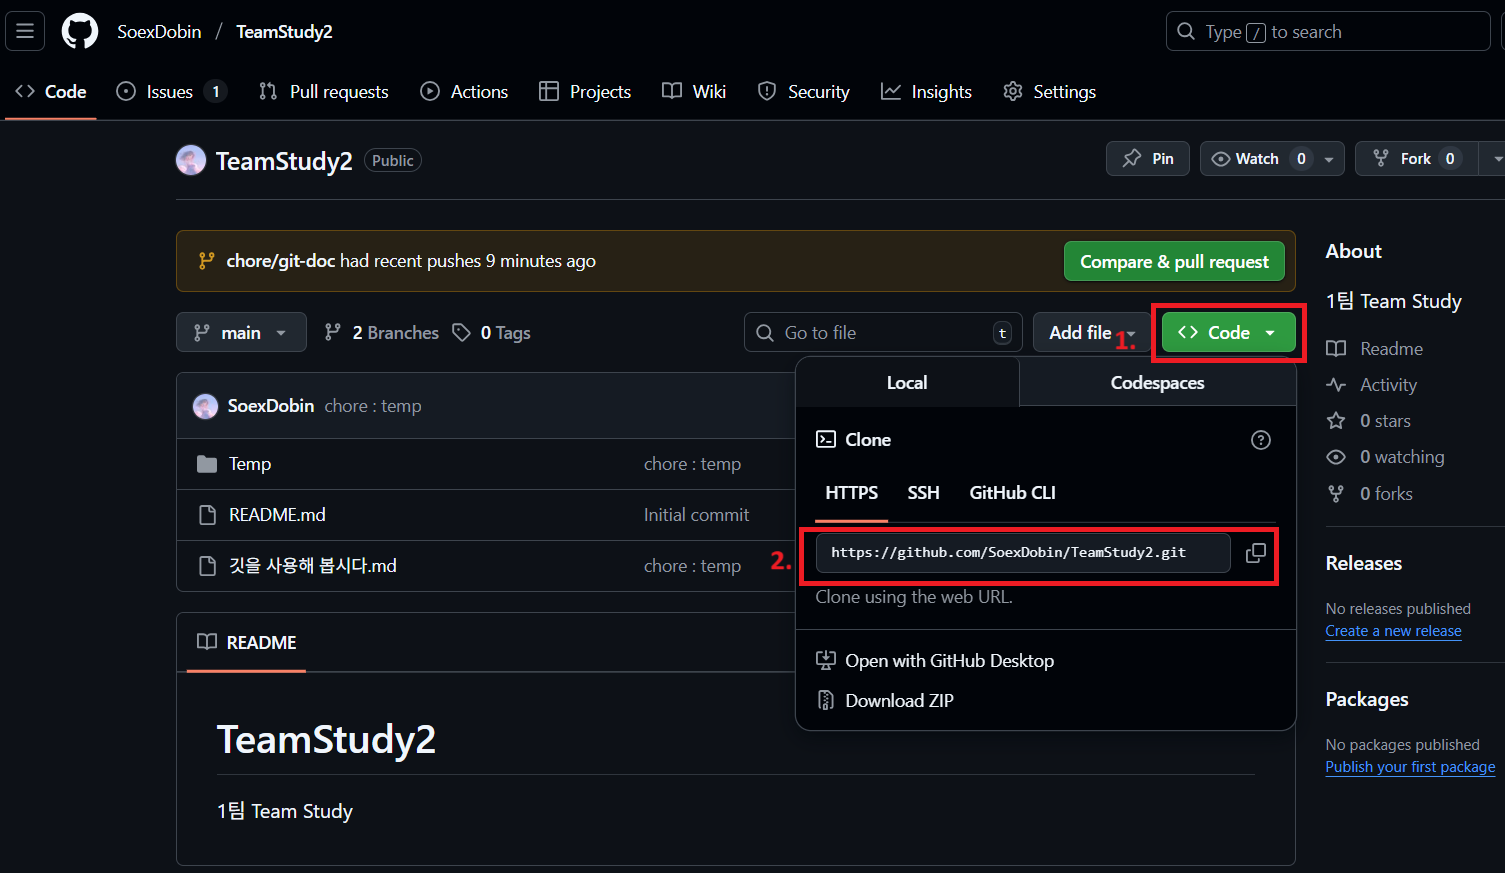 SoexDobin / TeamStudy2
Type / to search
Code Issues 1 Pull requests Actions Projects Wiki Security Insights Settings
TeamStudy2 Public
Pin Watch 0 Fork 0
chore/git-doc had recent pushes 9 minutes ago
Compare & pull request
main 2 Branches 0 Tags
Go to file t
Add file
1.
Code
SoexDobin chore : temp
Temp chore : temp
README.md Initial commit
깃을 사용해 봅시다.md chore : temp
Local Codespaces
Clone
HTTPS SSH GitHub CLI
2.
https://github.com/SoexDobin/TeamStudy2.git
Clone using the web URL.
Open with GitHub Desktop
Download ZIP
README
TeamStudy2
1팀 Team Study
About
1팀 Team Study
Readme
Activity
0 stars
0 watching
0 forks
Releases
No releases published
Create a new release
Packages
No packages published
Publish your first package